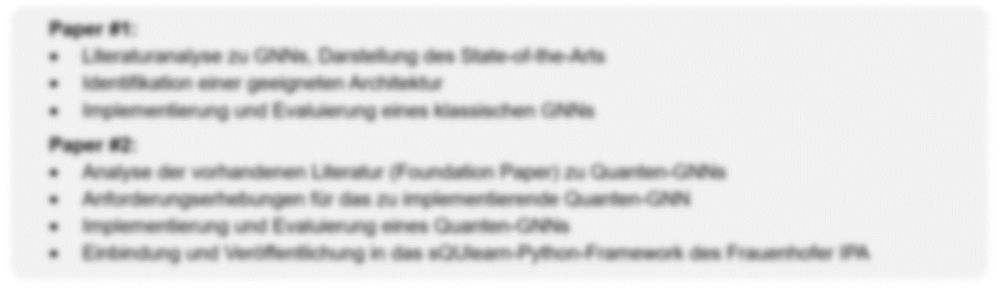 Paper #1:
• Literaturanalyse zu GNNs, Darstellung des State-of-the-Arts
• Identifikation einer geeigneten Architektur
• Implementierung und Evaluierung eines klassischen GNNs
Paper #2:
• Analyse der vorhandenen Literatur (Foundation Paper) zu Quanten-GNNs
• Anforderungserhebungen für das zu implementierende Quanten-GNN
• Implementierung und Evaluierung eines Quanten-GNNs
• Einbindung und Veröffentlichung in das sQUlearn-Python-Framework des Frauenhofer IPA